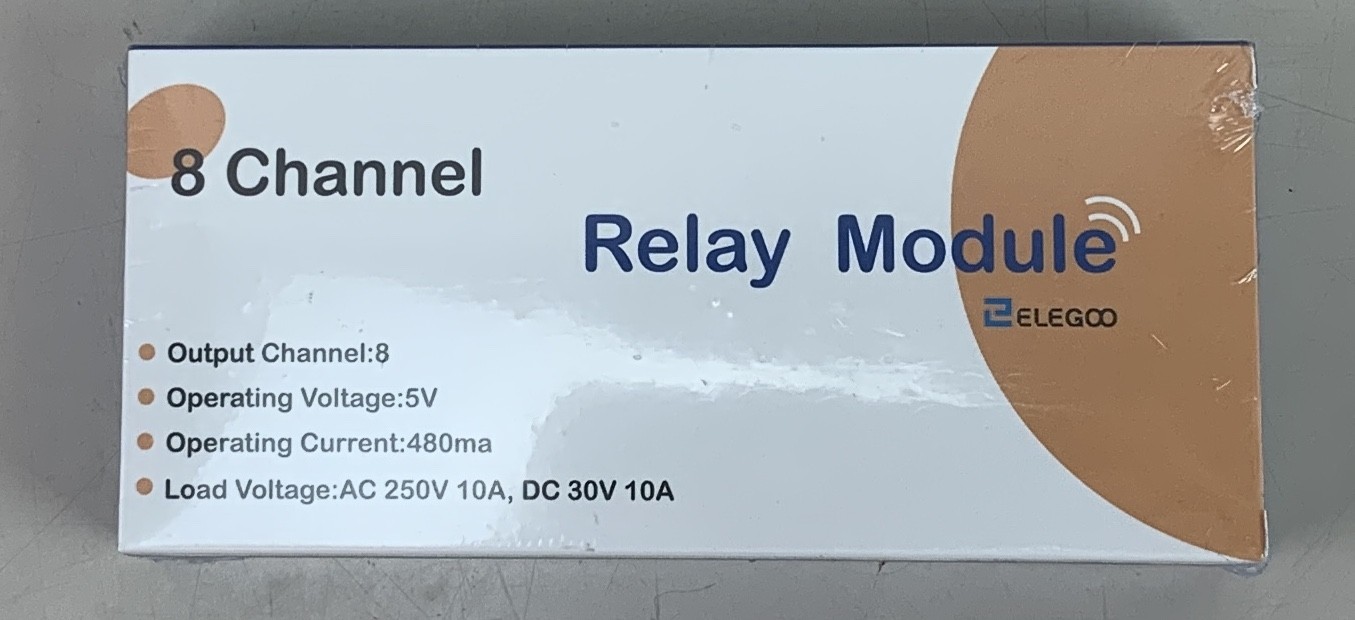 8 Channel
Relay Module
ELEGOO
Output Channel:8
Operating Voltage:5V
Operating Current:480ma
Load Voltage:AC 250V 10A, DC 30V 10A